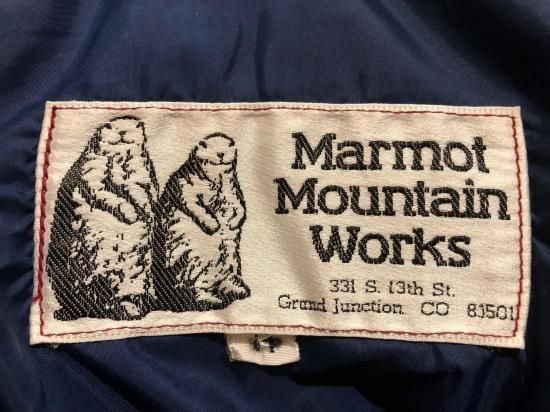 Marmot
Mountain
Works
331 S. 13th St.
Grand Junction CO 81501